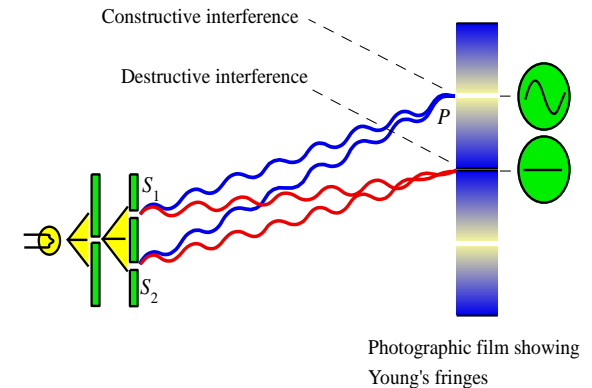 Constructive interference
Destructive interference
P
S1
S2
Photographic film showing
Young's fringes